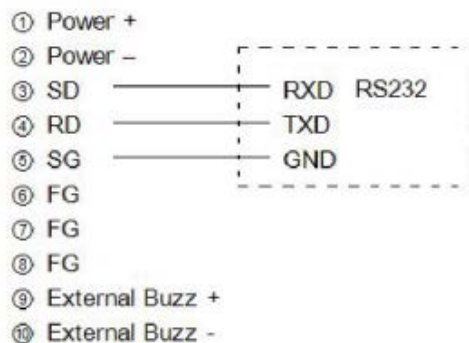 ① Power +
② Power –
③ SD RXD RS232
④ RD TXD
⑤ SG GND
⑥ FG
⑦ FG
⑧ FG
⑨ External Buzz +
⑩ External Buzz -